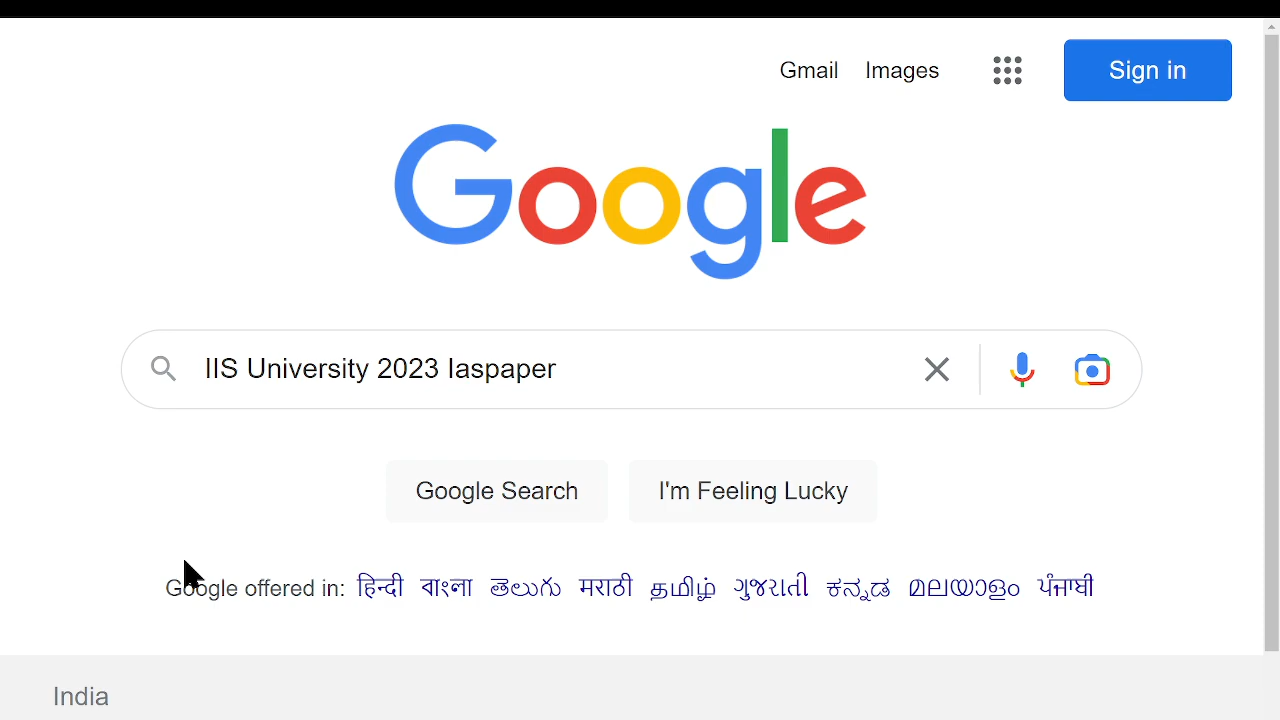 Gmail Images Sign in
Google
IIS University 2023 Iaspaper
Google Search I'm Feeling Lucky
Google offered in: हिन्दी বাংলা తెలుగు मराठी தமிழ் ગુજરાતી ಕನ್ನಡ മലയാളം ਪੰਜਾਬੀ
India